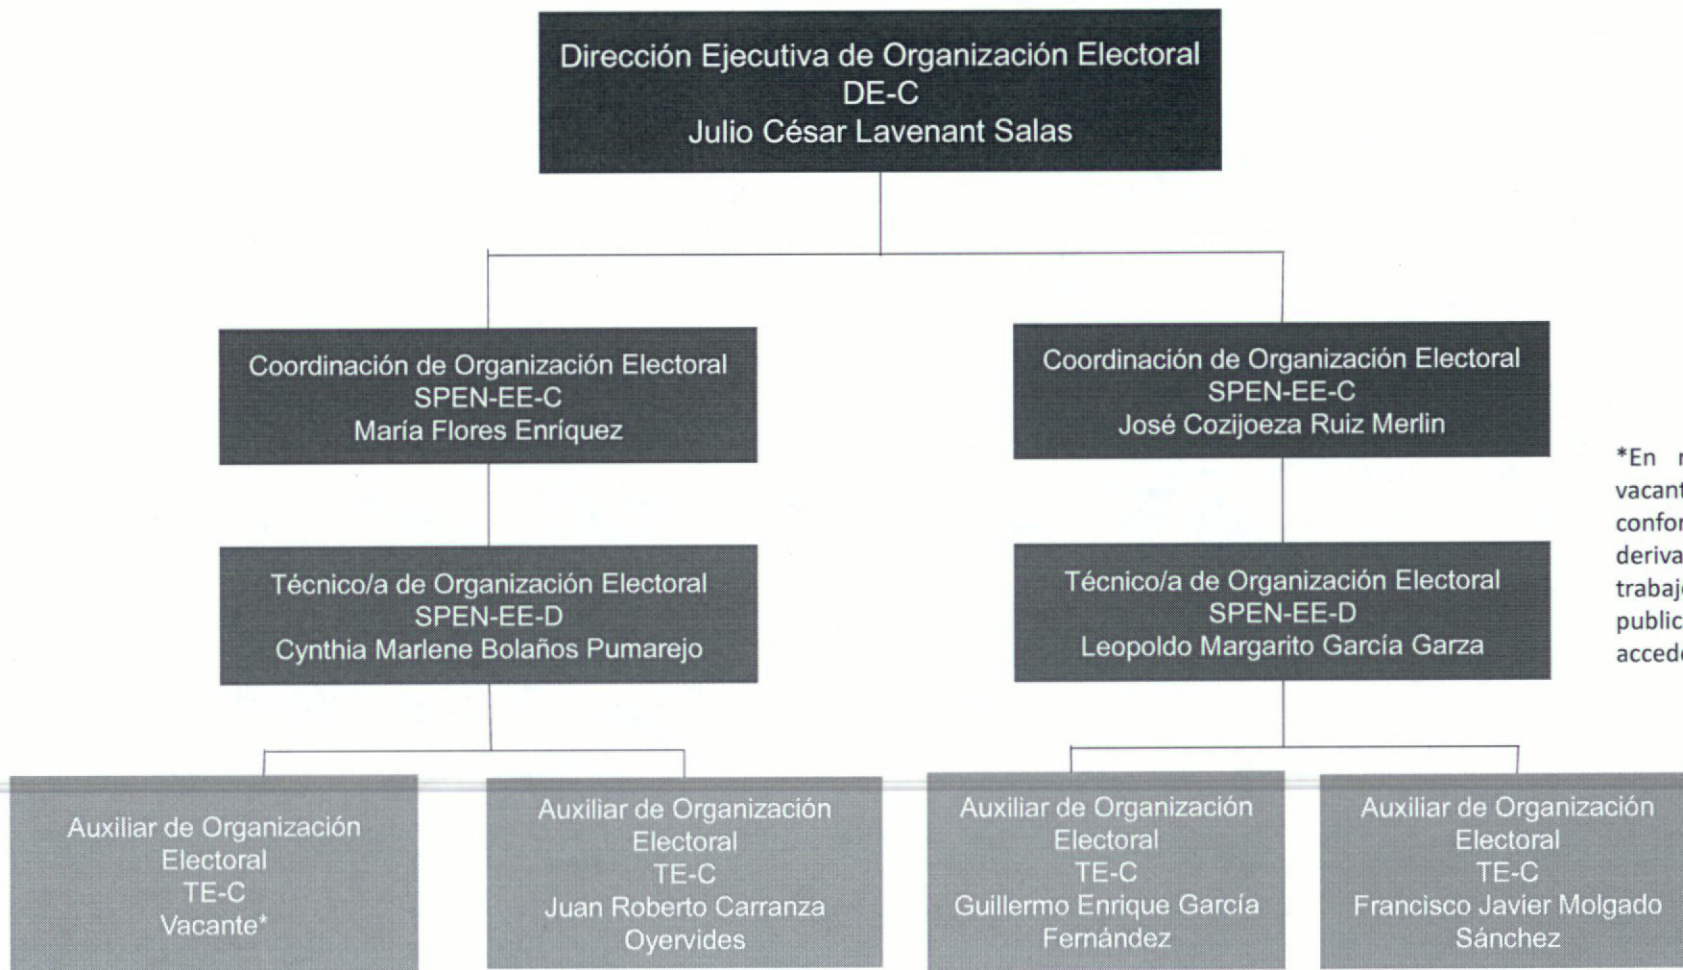 Dirección Ejecutiva de Organización Electoral
DE-C
Julio César Lavenant Salas
Coordinación de Organización Electoral
SPEN-EE-C
María Flores Enríquez
Coordinación de Organización Electoral
SPEN-EE-C
José Cozijoeza Ruiz Merlin
Técnico/a de Organización Electoral
SPEN-EE-D
Cynthia Marlene Bolaños Pumarejo
Técnico/a de Organización Electoral
SPEN-EE-D
Leopoldo Margarito García Garza
*En
Auxiliar de Organización
Electoral
TE-C
Vacante*
Auxiliar de Organización
Electoral
TE-C
Juan Roberto Carranza
Oyervides
Auxiliar de Organización
Electoral
TE-C
Guillermo Enrique García
Fernández
Auxiliar de Organización
Electoral
TE-C
Francisco Javier Molgado
Sánchez